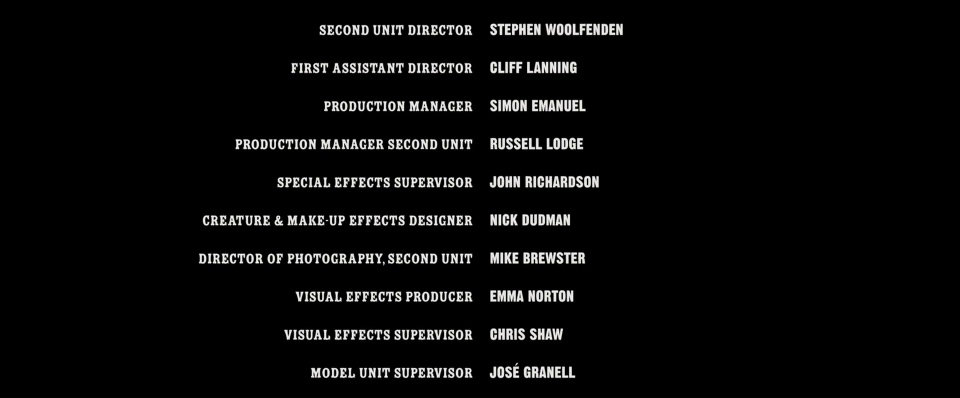 SECOND UNIT DIRECTOR STEPHEN WOOLFENDEN
FIRST ASSISTANT DIRECTOR CLIFF LANNING
PRODUCTION MANAGER SIMON EMANUEL
PRODUCTION MANAGER SECOND UNIT RUSSELL LODGE
SPECIAL EFFECTS SUPERVISOR JOHN RICHARDSON
CREATURE & MAKE-UP EFFECTS DESIGNER NICK DUDMAN
DIRECTOR OF PHOTOGRAPHY, SECOND UNIT MIKE BREWSTER
VISUAL EFFECTS PRODUCER EMMA NORTON
VISUAL EFFECTS SUPERVISOR CHRIS SHAW
MODEL UNIT SUPERVISOR JOSÉ GRANELL